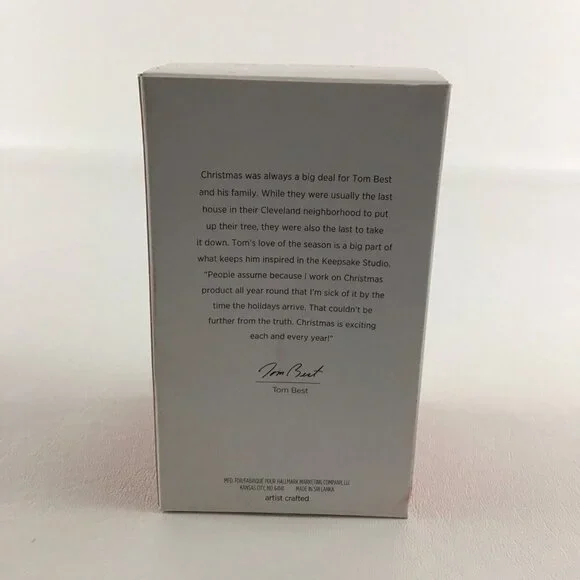 Christmas was always a big deal for Tom Best
and his family. While they were usually the last
house in their Cleveland neighborhood to put
up their tree, they were also the last to take
it down. Tom's love of the season is a big part of
what keeps him inspired in the Keepsake Studio.
"People assume because I work on Christmas
product all year round that I'm sick of it by the
time the holidays arrive. That couldn't be
further from the truth. Christmas is exciting
each and every year!"
Tom Best
Tom Best
MFD. FOR/FABRIQUÉ POUR HALLMARK MARKETING COMPANY, LLC
KANSAS CITY, MO 64141 MADE IN SRI LANKA
artist crafted